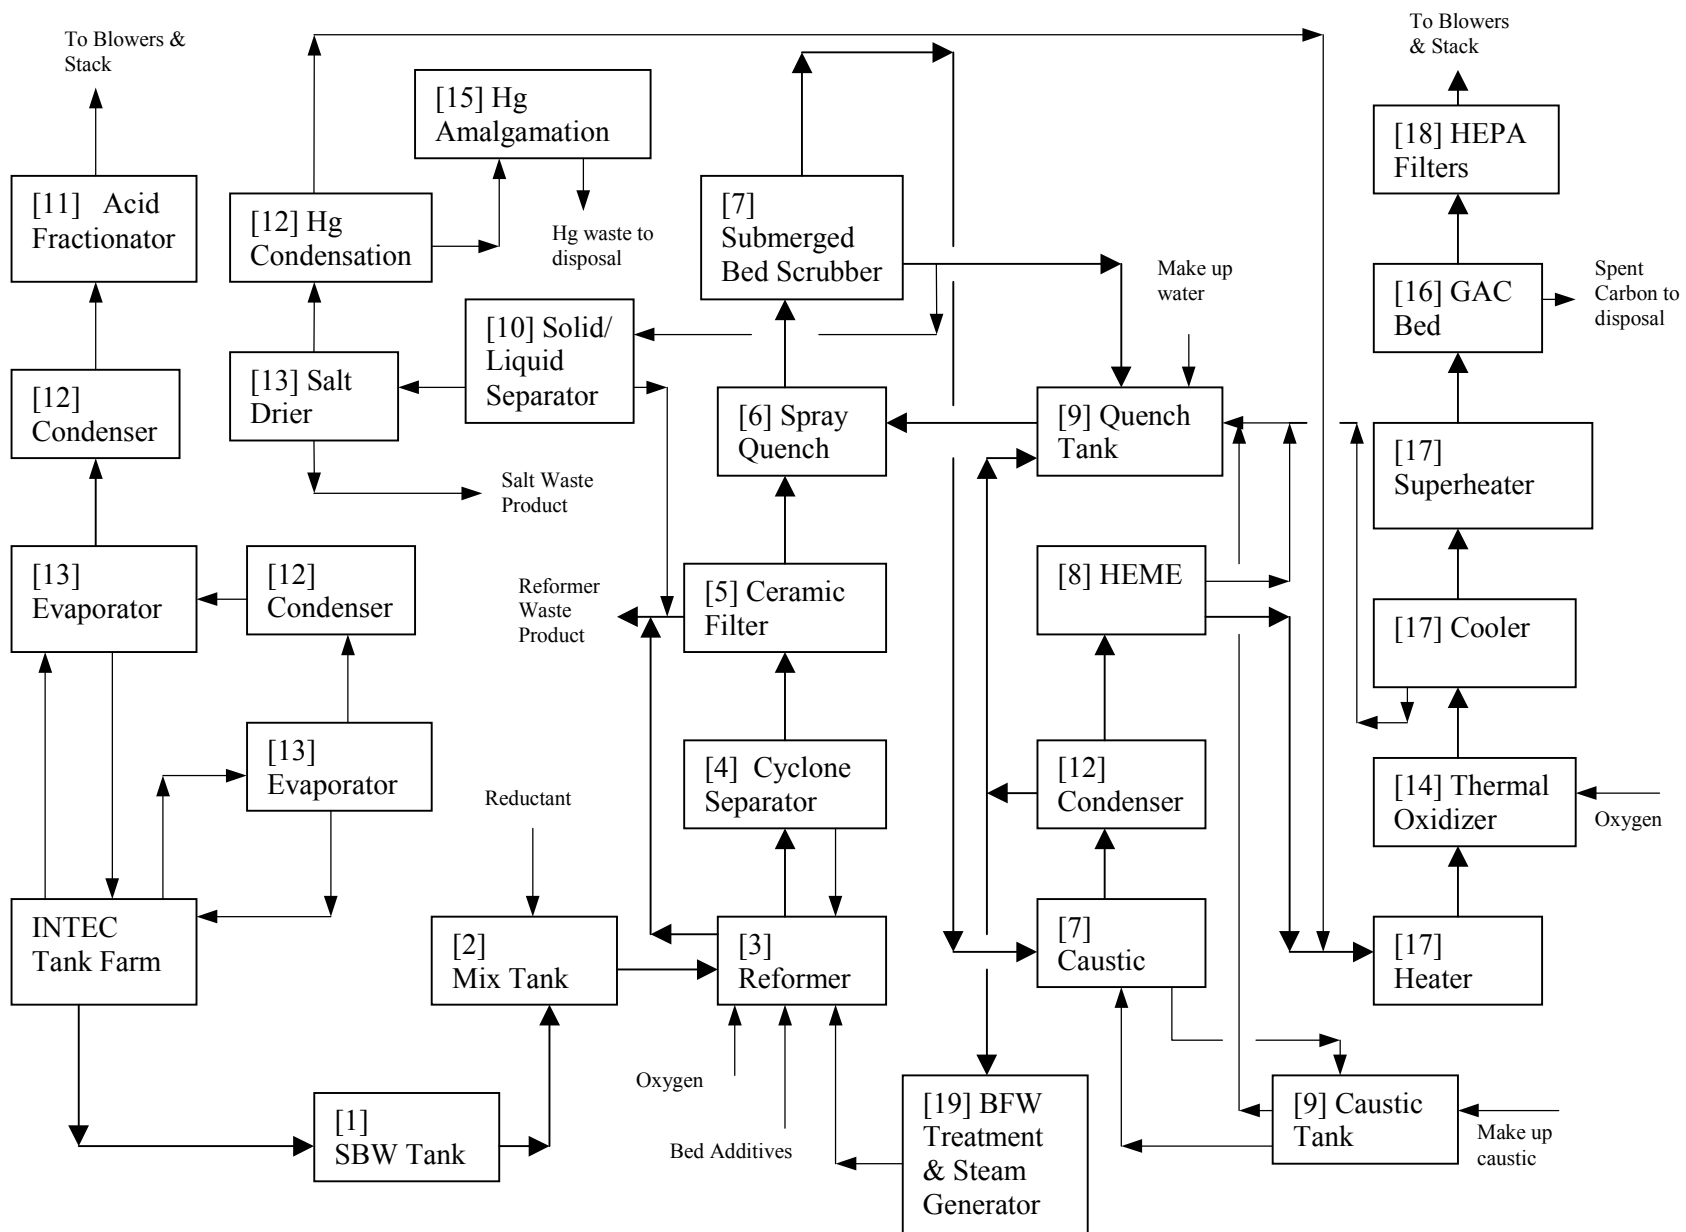 To Blowers &
Stack
[15] Hg
Amalgamation
To Blowers
& Stack
[18] HEPA
Filters
[11] Acid
Fractionator
[12] Hg
Condensation
Hg waste to
disposal
[7]
Submerged
Bed Scrubber
Make up
water
[16] GAC
Bed
Spent
Carbon to
disposal
[10] Solid/
Liquid
Separator
[12]
Condenser
[13] Salt
Drier
[6] Spray
Quench
[9] Quench
Tank
[17]
Superheater
Salt Waste
Product
[13]
Evaporator
[12]
Condenser
Reformer
Waste
Product
[5] Ceramic
Filter
[8] HEME
[17] Cooler
[13]
Evaporator
Reductant
[4] Cyclone
Separator
[12]
Condenser
[14] Thermal
Oxidizer
Oxygen
INTEC
Tank Farm
[2]
Mix Tank
[3]
Reformer
[7]
Caustic
[17]
Heater
Oxygen
Bed Additives
[1]
SBW Tank
[19] BFW
Treatment
& Steam
Generator
[9] Caustic
Tank
Make up
caustic